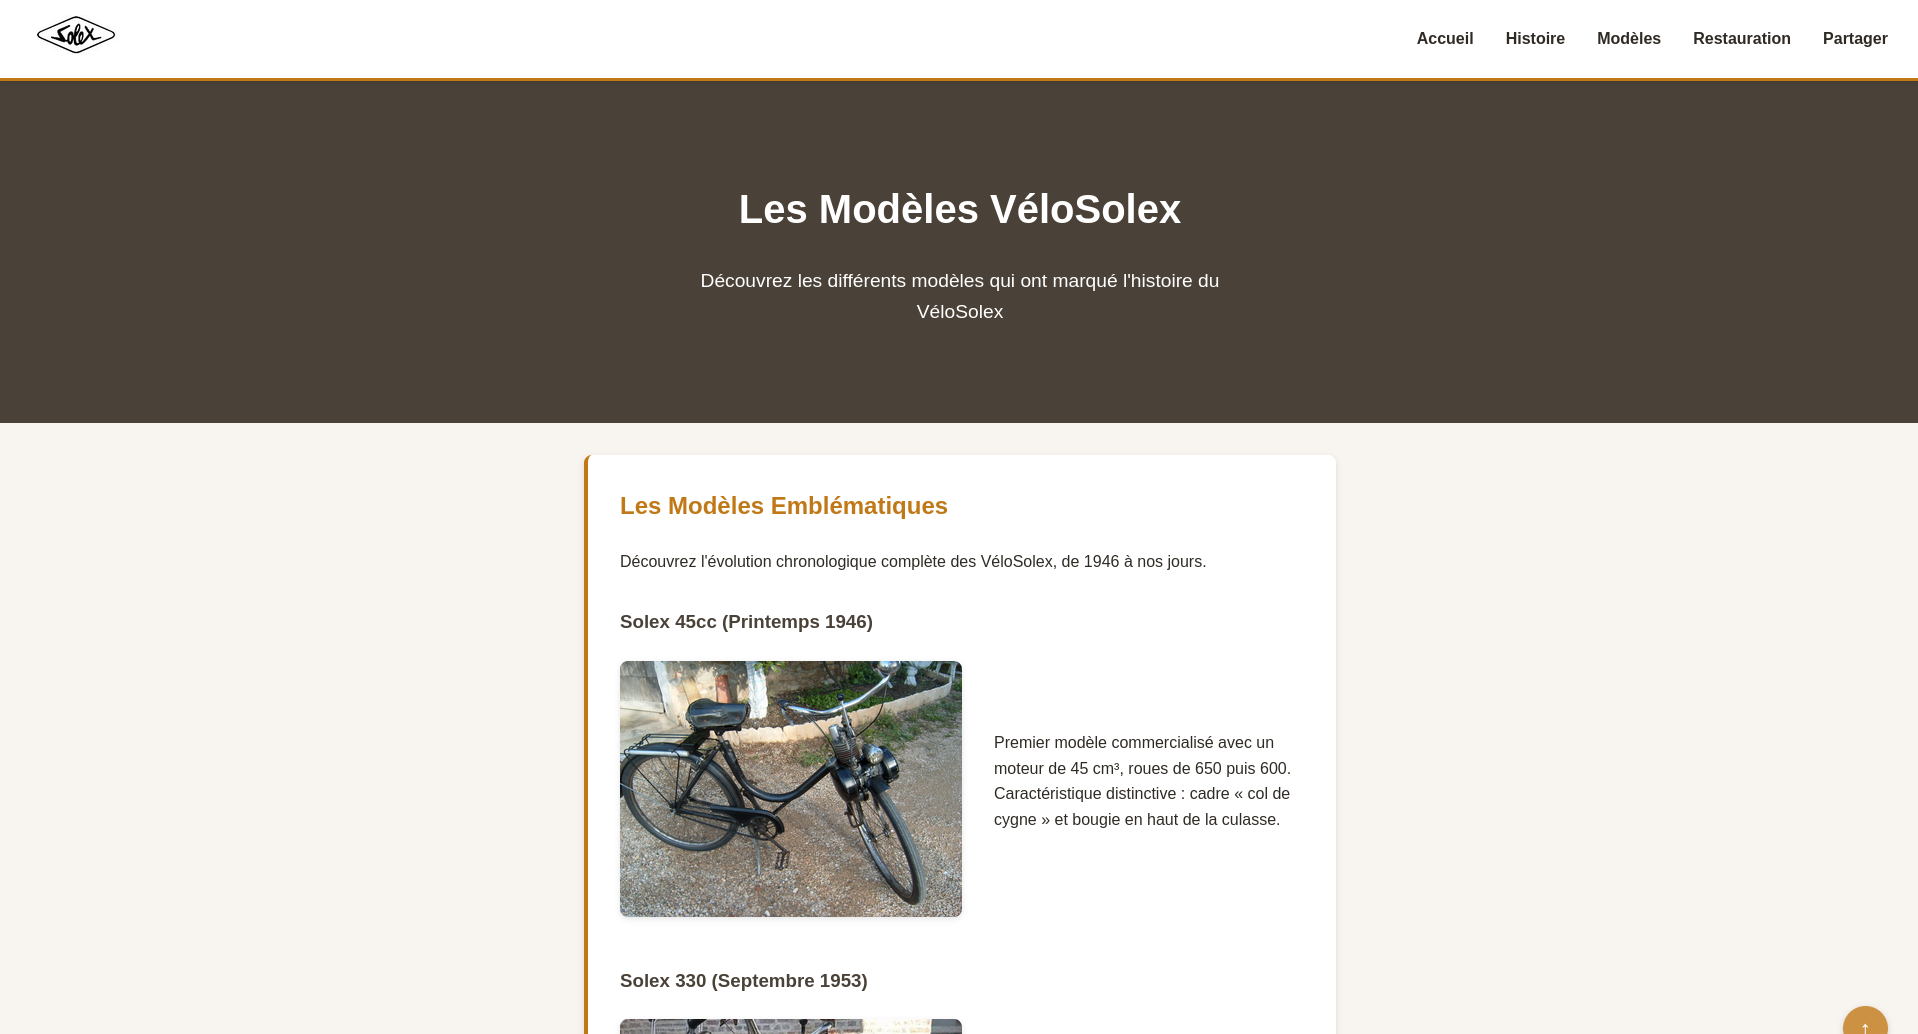 Solex
Accueil Histoire Modèles Restauration Partager
Les Modèles VéloSolex
Découvrez les différents modèles qui ont marqué l'histoire du
VéloSolex
Les Modèles Emblématiques
Découvrez l'évolution chronologique complète des VéloSolex, de 1946 à nos jours.
Solex 45cc (Printemps 1946)
Premier modèle commercialisé avec un
moteur de 45 cm³, roues de 650 puis 600.
Caractéristique distinctive : cadre « col de
cygne » et bougie en haut de la culasse.
Solex 330 (Septembre 1953)
↑